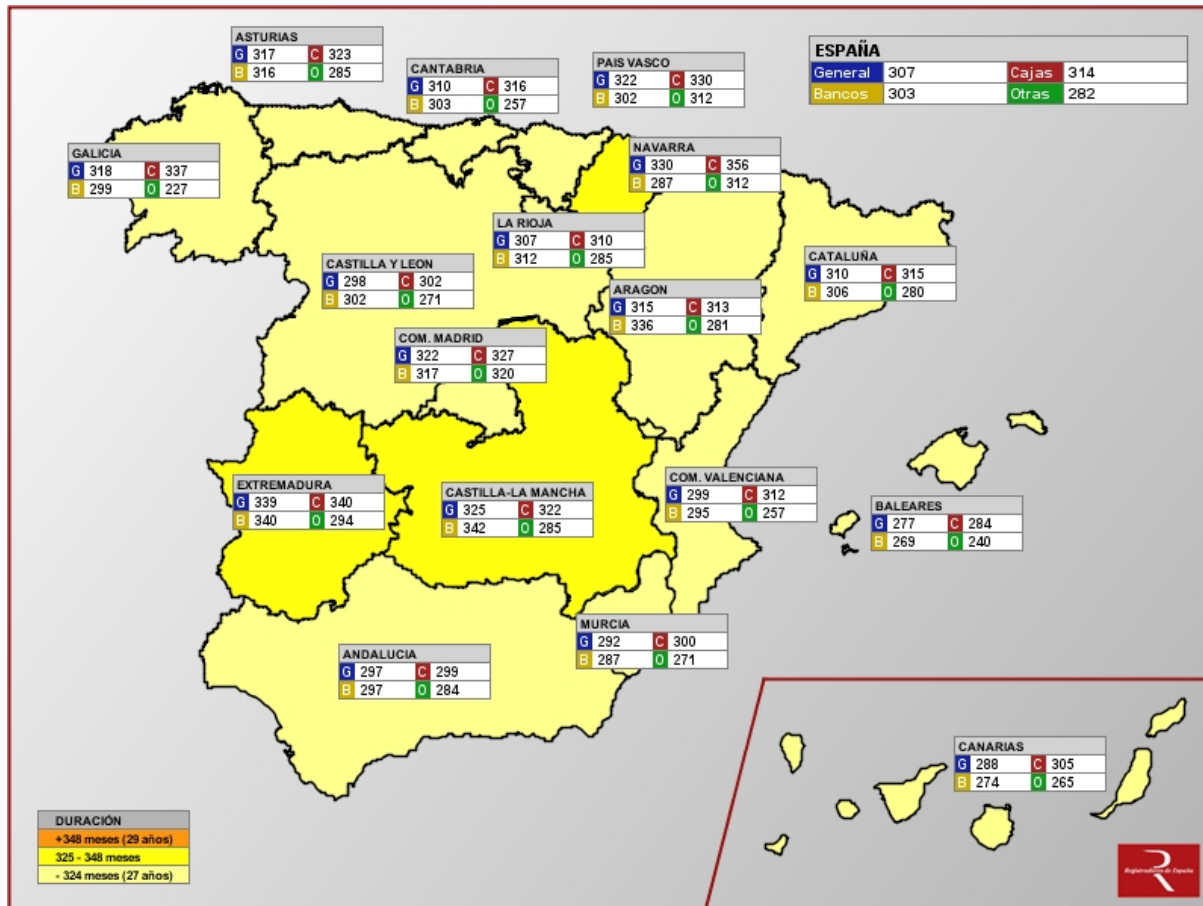 ASTURIAS
G 317 C 323
B 316 O 285
CANTABRIA
G 310 C 316
B 303 O 257
PAIS VASCO
G 322 C 330
B 302 O 312
ESPAÑA
General 307 Cajas 314
Bancos 303 Otras 282
GALICIA
G 318 C 337
B 299 O 227
NAVARRA
G 330 C 356
B 287 O 312
LA RIOJA
G 307 C 310
B 312 O 285
CASTILLA Y LEON
G 298 C 302
B 302 O 271
CATALUÑA
G 310 C 315
B 306 O 280
ARAGON
G 315 C 313
B 336 O 281
COM. MADRID
G 322 C 327
B 317 O 320
EXTREMADURA
G 339 C 340
B 340 O 294
CASTILLA-LA MANCHA
G 325 C 322
B 342 O 285
COM. VALENCIANA
G 299 C 312
B 295 O 257
BALEARES
G 277 C 284
B 269 O 240
MURCIA
G 292 C 300
B 287 O 271
ANDALUCIA
G 297 C 299
B 297 O 284
CANARIAS
G 288 C 305
B 274 O 265
DURACIÓN
+348 meses (29 años)
325 - 348 meses
- 324 meses (27 años)
R
Registradores de España